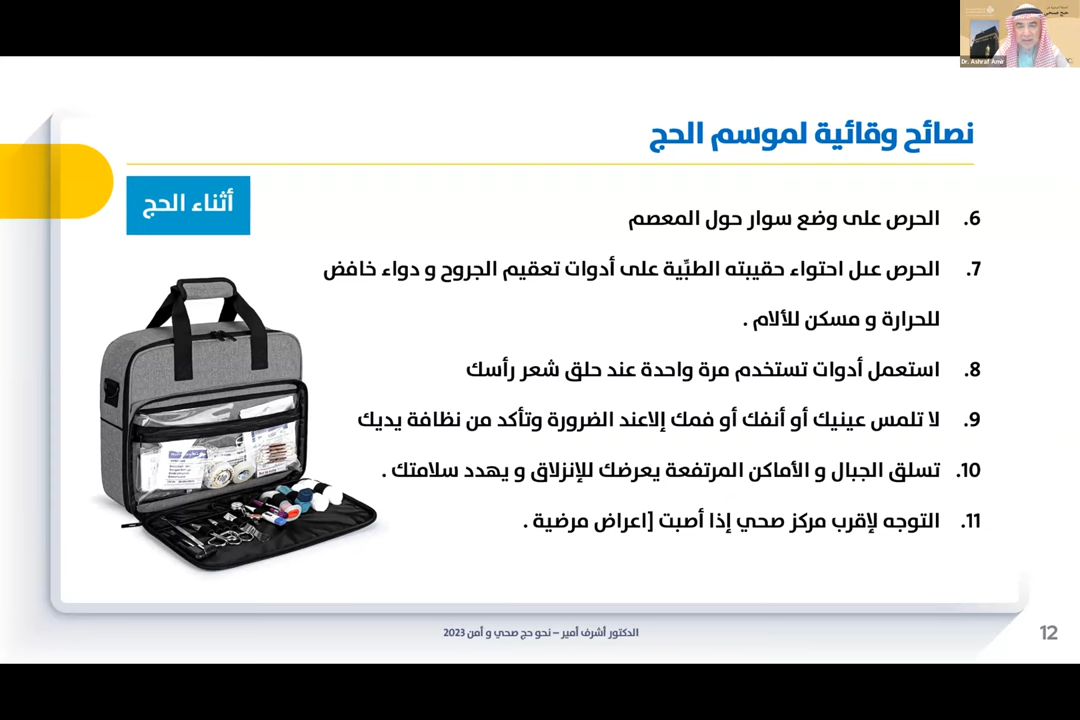 حج صحي
Dr. Ashraf Amir
نصائح وقائية لموسم الحج
أثناء الحج
6. الحرص على وضع سوار حول المعصم
7. الحرص عىل احتواء حقيبته الطبِّية على أدوات تعقيم الجروح و دواء خافض
للحرارة و مسكن للألام .
8. استعمل أدوات تستخدم مرة واحدة عند حلق شعر رأسك
9. لا تلمس عينيك أو أنفك أو فمك إلاعند الضرورة وتأكد من نظافة يديك
10. تسلق الجبال و الأماكن المرتفعة يعرضك للإنزلاق و يهدد سلامتك .
11. التوجه لإقرب مركز صحي إذا أصبت [اعراض مرضية .
الدكتور أشرف أمير – نحو حج صحي و أمن 2023
12